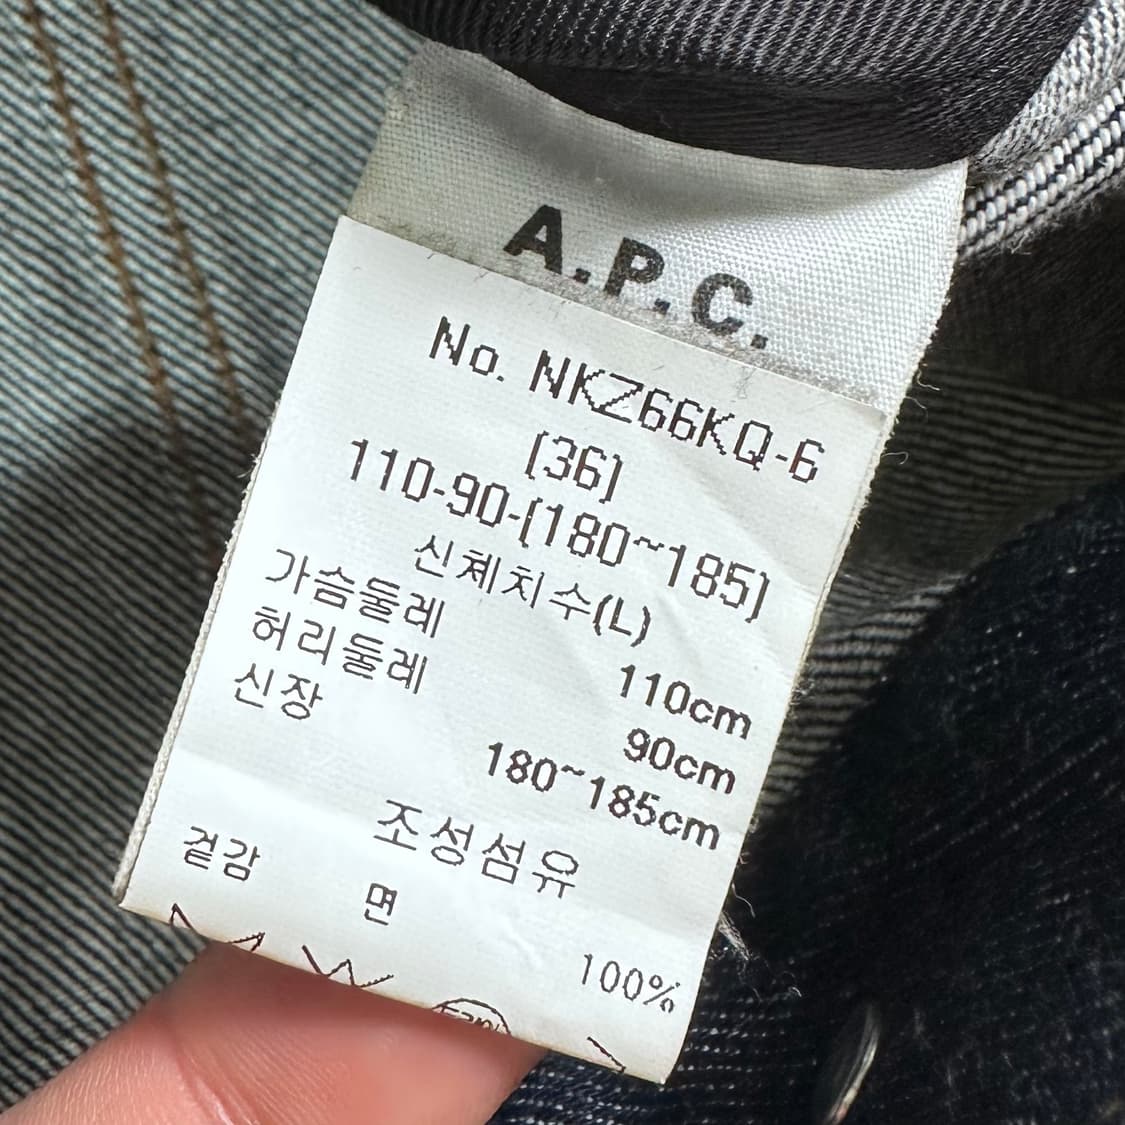 A.P.C.
No. NKZ66KQ-6
[36]
110-90-[180~185]
신체치수(L)
가슴둘레 110cm
허리둘레 90cm
신장 180~185cm
조성섬유
겉감 면 100%